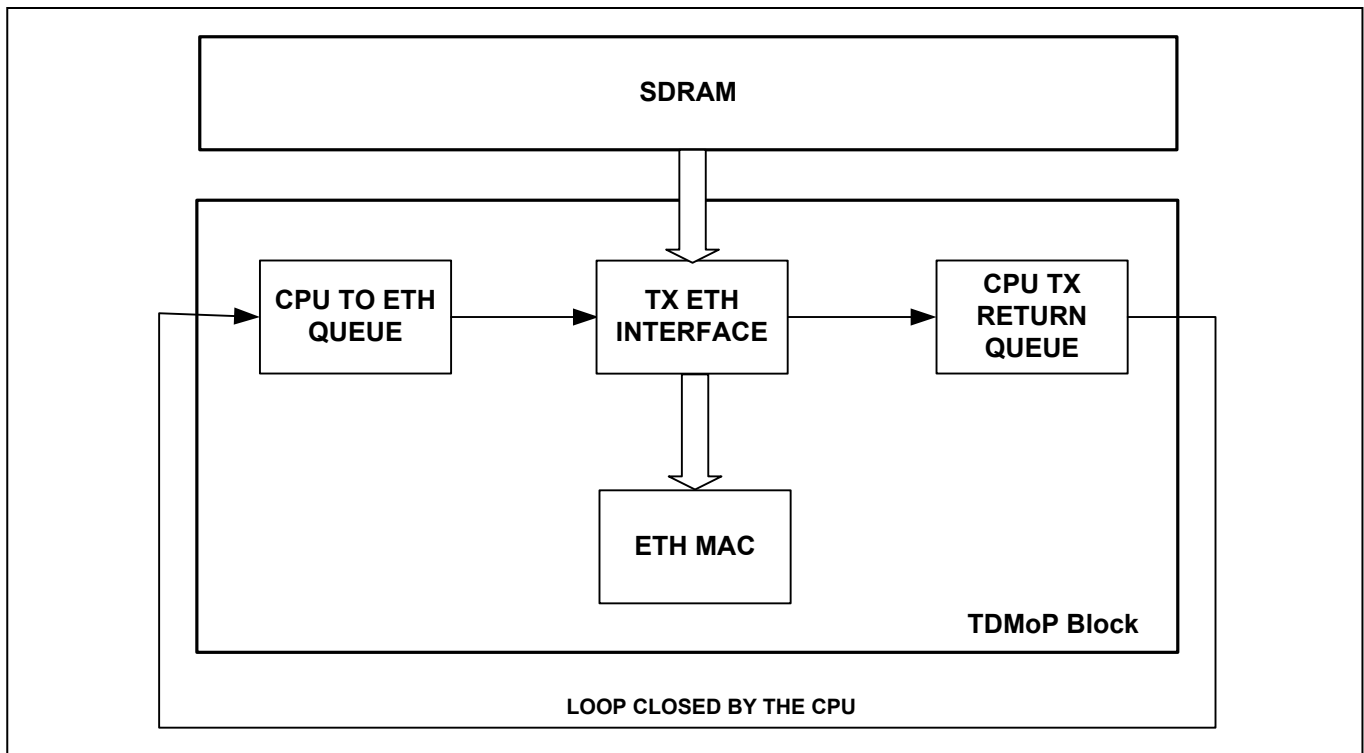 SDRAM
CPU TO ETH
QUEUE
TX ETH
INTERFACE
CPU TX
RETURN
QUEUE
ETH MAC
TDMoP Block
LOOP CLOSED BY THE CPU